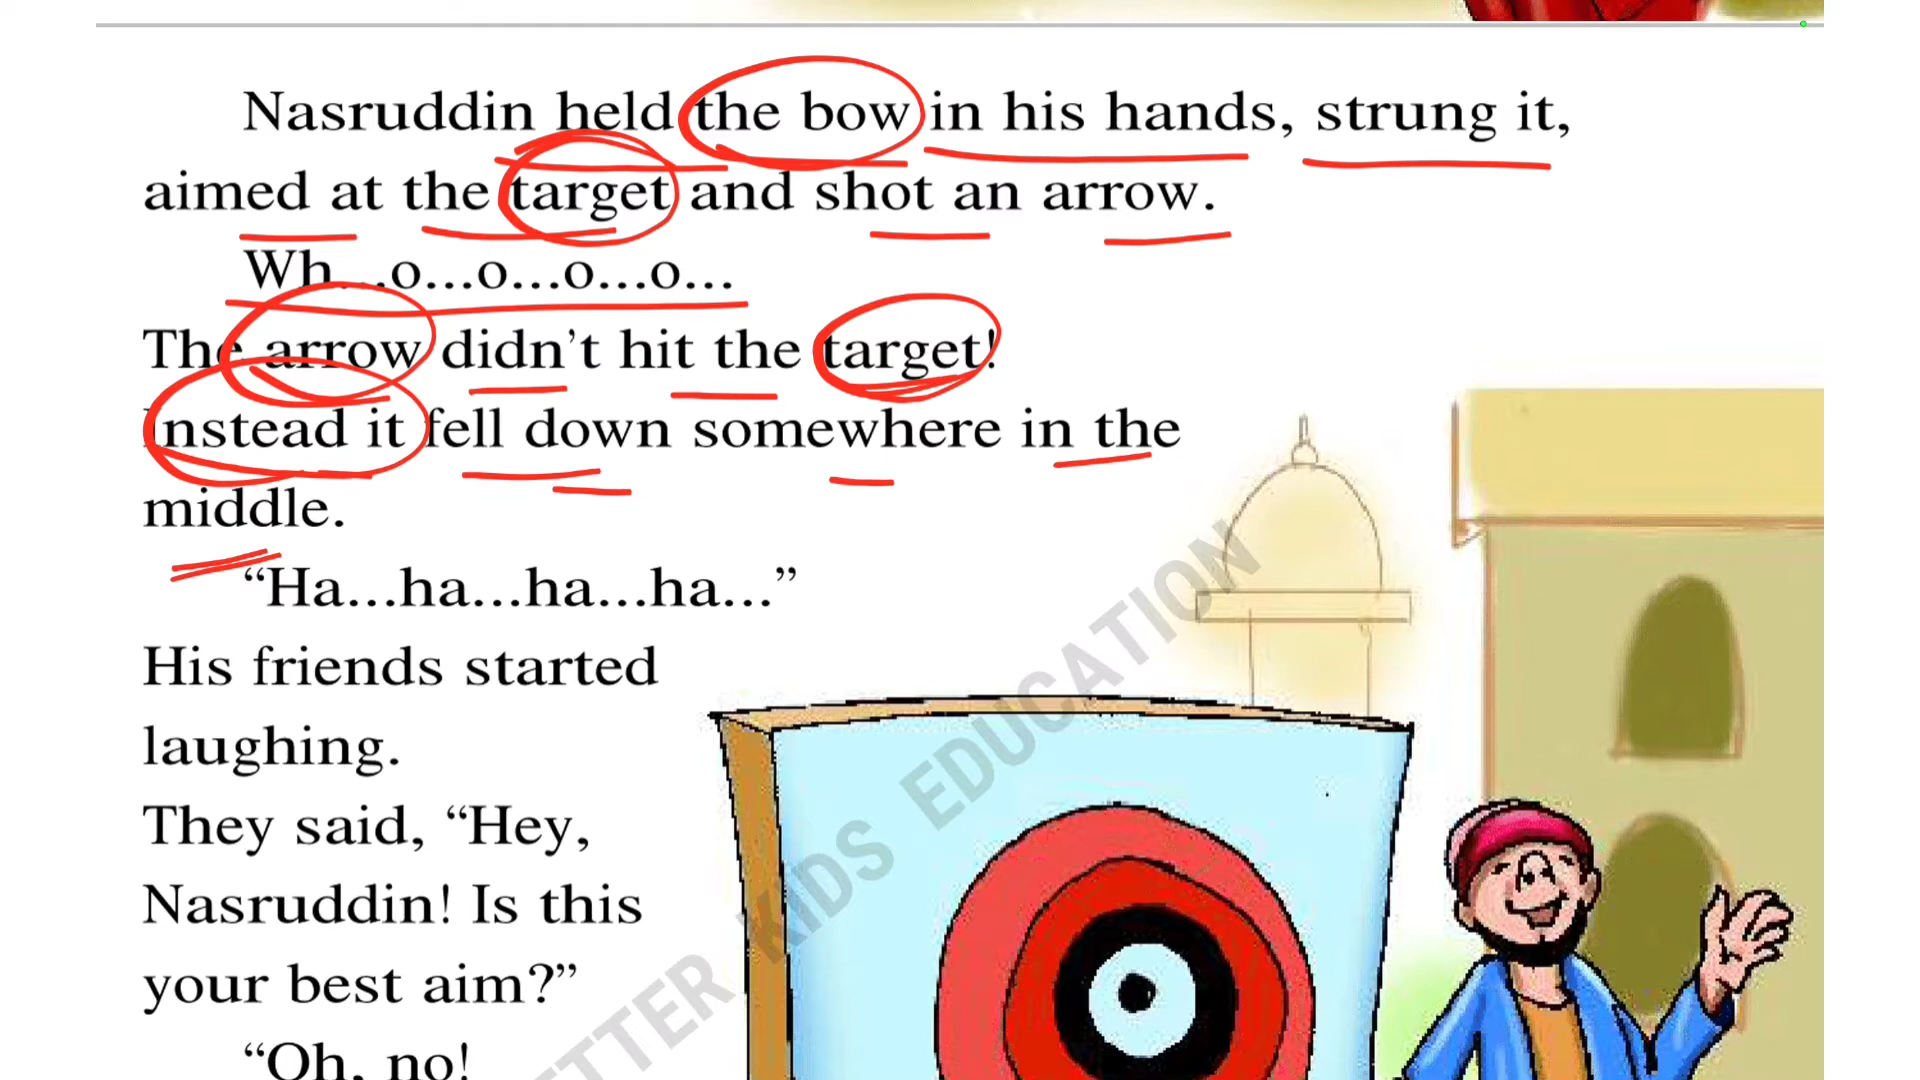 Nasruddin held the bow in his hands, strung it,
aimed at the target and shot an arrow.
Wh...o...o...o...o...
The arrow didn’t hit the target!
Instead it fell down somewhere in the
middle.
“Ha...ha...ha...ha...”
His friends started
laughing.
They said, “Hey,
Nasruddin! Is this
your best aim?”
“Oh, no!
KIDS EDUCATION